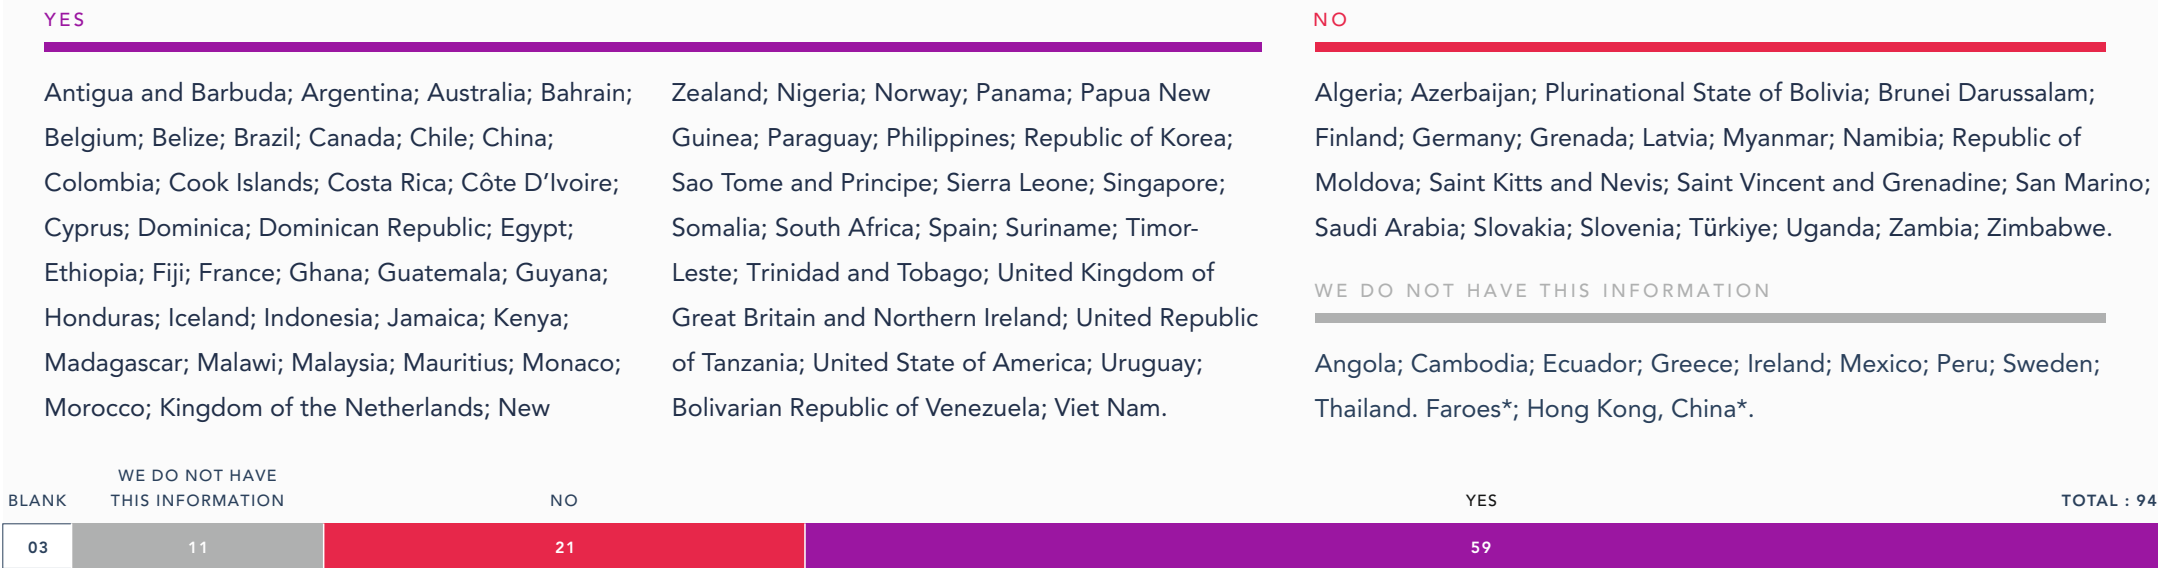 YES
Antigua and Barbuda; Argentina; Australia; Bahrain;
Belgium; Belize; Brazil; Canada; Chile; China;
Colombia; Cook Islands; Costa Rica; Côte D’Ivoire;
Cyprus; Dominica; Dominican Republic; Egypt;
Ethiopia; Fiji; France; Ghana; Guatemala; Guyana;
Honduras; Iceland; Indonesia; Jamaica; Kenya;
Madagascar; Malawi; Malaysia; Mauritius; Monaco;
Morocco; Kingdom of the Netherlands; New
Zealand; Nigeria; Norway; Panama; Papua New
Guinea; Paraguay; Philippines; Republic of Korea;
Sao Tome and Principe; Sierra Leone; Singapore;
Somalia; South Africa; Spain; Suriname; Timor-
Leste; Trinidad and Tobago; United Kingdom of
Great Britain and Northern Ireland; United Republic
of Tanzania; United State of America; Uruguay;
Bolivarian Republic of Venezuela; Viet Nam.
NO
Algeria; Azerbaijan; Plurinational State of Bolivia; Brunei Darussalam;
Finland; Germany; Grenada; Latvia; Myanmar; Namibia; Republic of
Moldova; Saint Kitts and Nevis; Saint Vincent and Grenadine; San Marino;
Saudi Arabia; Slovakia; Slovenia; Türkiye; Uganda; Zambia; Zimbabwe.
WE DO NOT HAVE THIS INFORMATION
Angola; Cambodia; Ecuador; Greece; Ireland; Mexico; Peru; Sweden;
Thailand. Faroes*; Hong Kong, China*.
BLANK
WE DO NOT HAVE
THIS INFORMATION
NO
YES
TOTAL : 94
03
11
21
59